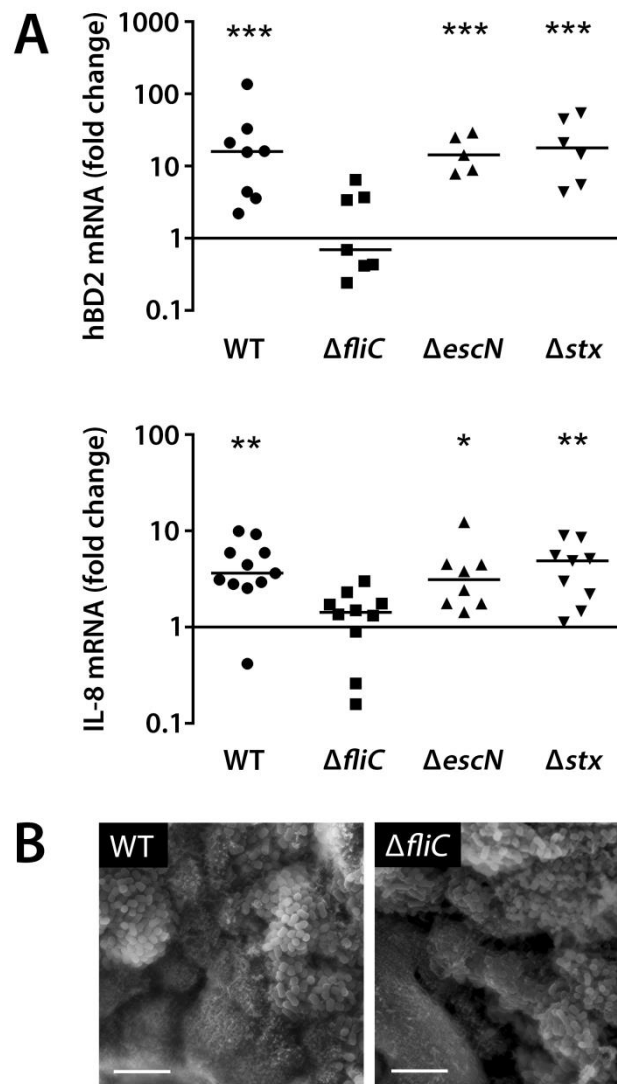 A
hBD2 mRNA (fold change)
1000
100
10
1
0.1
*** *** ***
WT ΔfliC ΔescN Δstx
IL-8 mRNA (fold change)
100
10
1
0.1
** * **
WT ΔfliC ΔescN Δstx
B
WT ΔfliC